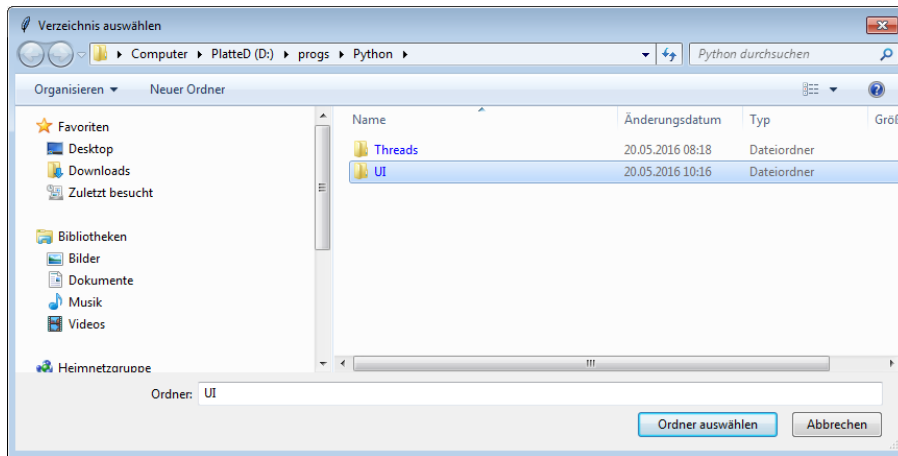 Verzeichnis auswählen
Computer PlatteD (D:) progs Python
Python durchsuchen
Organisieren Neuer Ordner
Name Änderungsdatum Typ Größ
Favoriten
Desktop
Downloads
Zuletzt besucht
Bibliotheken
Bilder
Dokumente
Musik
Videos
Heimnetzgruppe
Threads 20.05.2016 08:18 Dateiordner
UI 20.05.2016 10:16 Dateiordner
Ordner: UI
Ordner auswählen Abbrechen